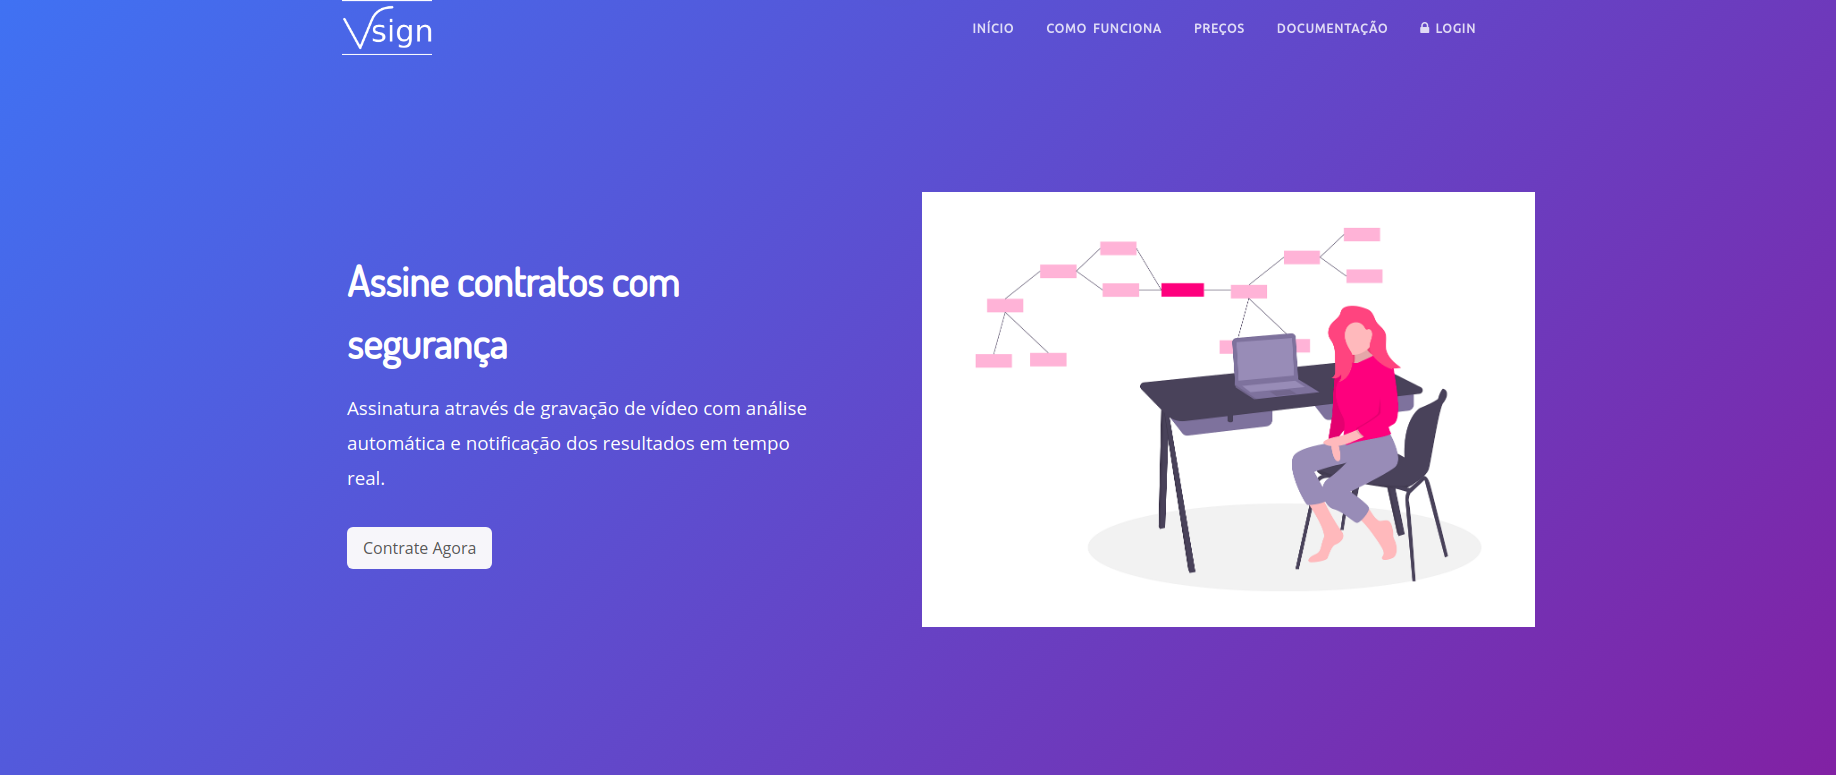 Vsign
INÍCIO
COMO FUNCIONA
PREÇOS
DOCUMENTAÇÃO
LOGIN
Assine contratos com
segurança
Assinatura através de gravação de vídeo com análise
automática e notificação dos resultados em tempo
real.
Contrate Agora